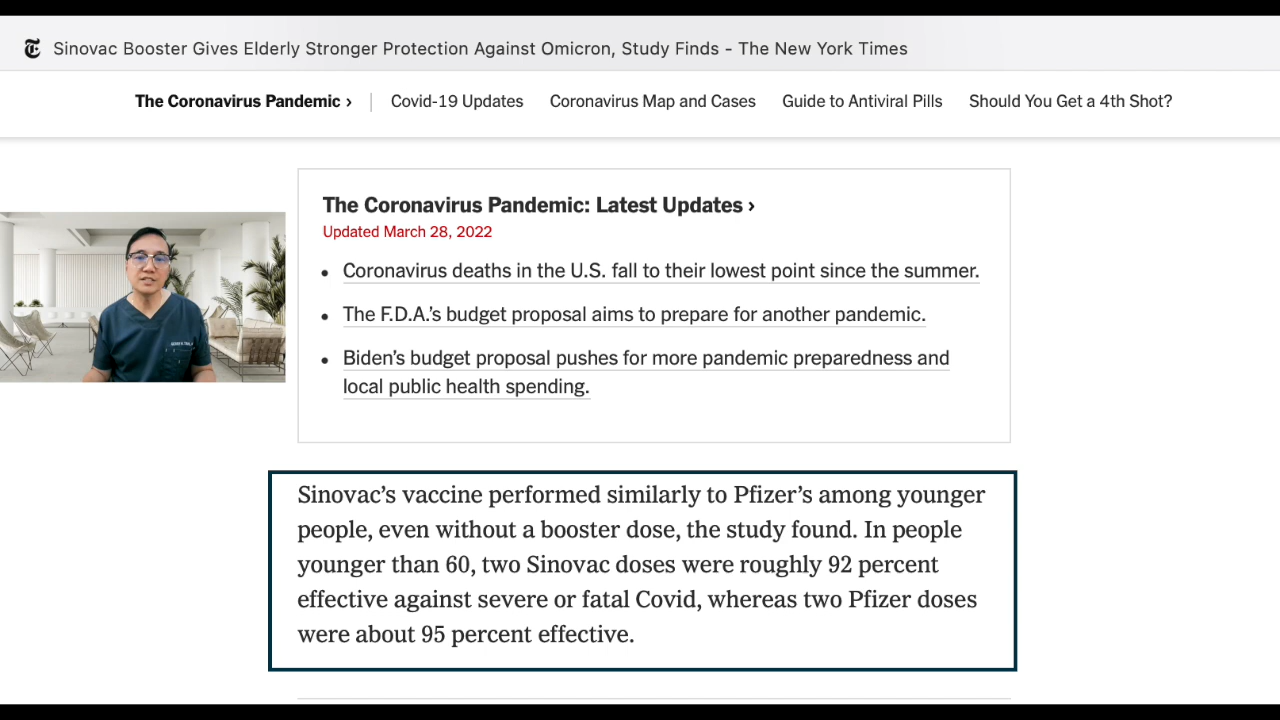 Sinovac Booster Gives Elderly Stronger Protection Against Omicron, Study Finds - The New York Times
The Coronavirus Pandemic › | Covid-19 Updates Coronavirus Map and Cases Guide to Antiviral Pills Should You Get a 4th Shot?
The Coronavirus Pandemic: Latest Updates ›
Updated March 28, 2022
• Coronavirus deaths in the U.S. fall to their lowest point since the summer.
• The F.D.A.’s budget proposal aims to prepare for another pandemic.
• Biden’s budget proposal pushes for more pandemic preparedness and
local public health spending.
Sinovac’s vaccine performed similarly to Pfizer’s among younger
people, even without a booster dose, the study found. In people
younger than 60, two Sinovac doses were roughly 92 percent
effective against severe or fatal Covid, whereas two Pfizer doses
were about 95 percent effective.